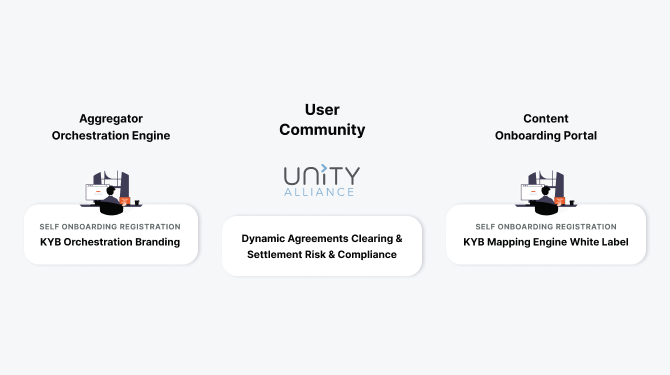 Aggregator
Orchestration Engine
SELF ONBOARDING REGISTRATION
KYB Orchestration Branding
User
Community
UNiTY
ALLIANCE
Dynamic Agreements Clearing &
Settlement Risk & Compliance
Content
Onboarding Portal
SELF ONBOARDING REGISTRATION
KYB Mapping Engine White Label